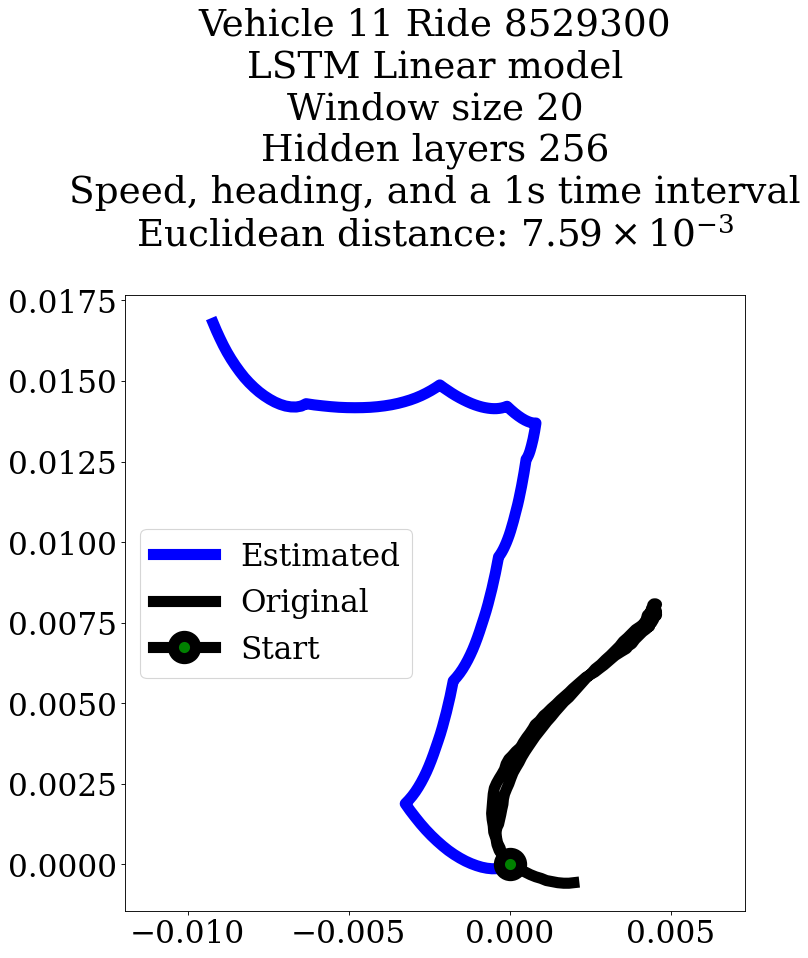 Vehicle 11 Ride 8529300
LSTM Linear model
Window size 20
Hidden layers 256
Speed, heading, and a 1s time interval
Euclidean distance: 7.59 × 10⁻³
0.0175
0.0150
0.0125
0.0100
0.0075
0.0050
0.0025
0.0000
Estimated
Original
Start
−0.010 −0.005 0.000 0.005